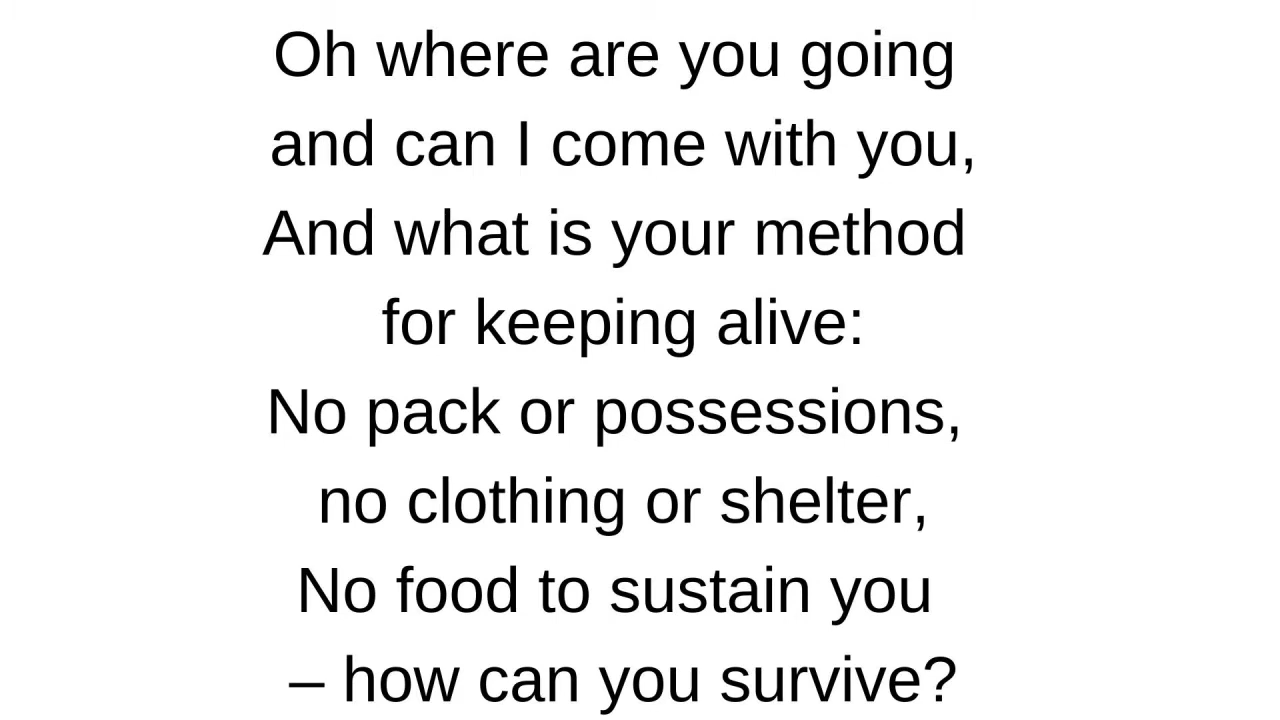 Oh where are you going
and can I come with you,
And what is your method
for keeping alive:
No pack or possessions,
no clothing or shelter,
No food to sustain you
– how can you survive?